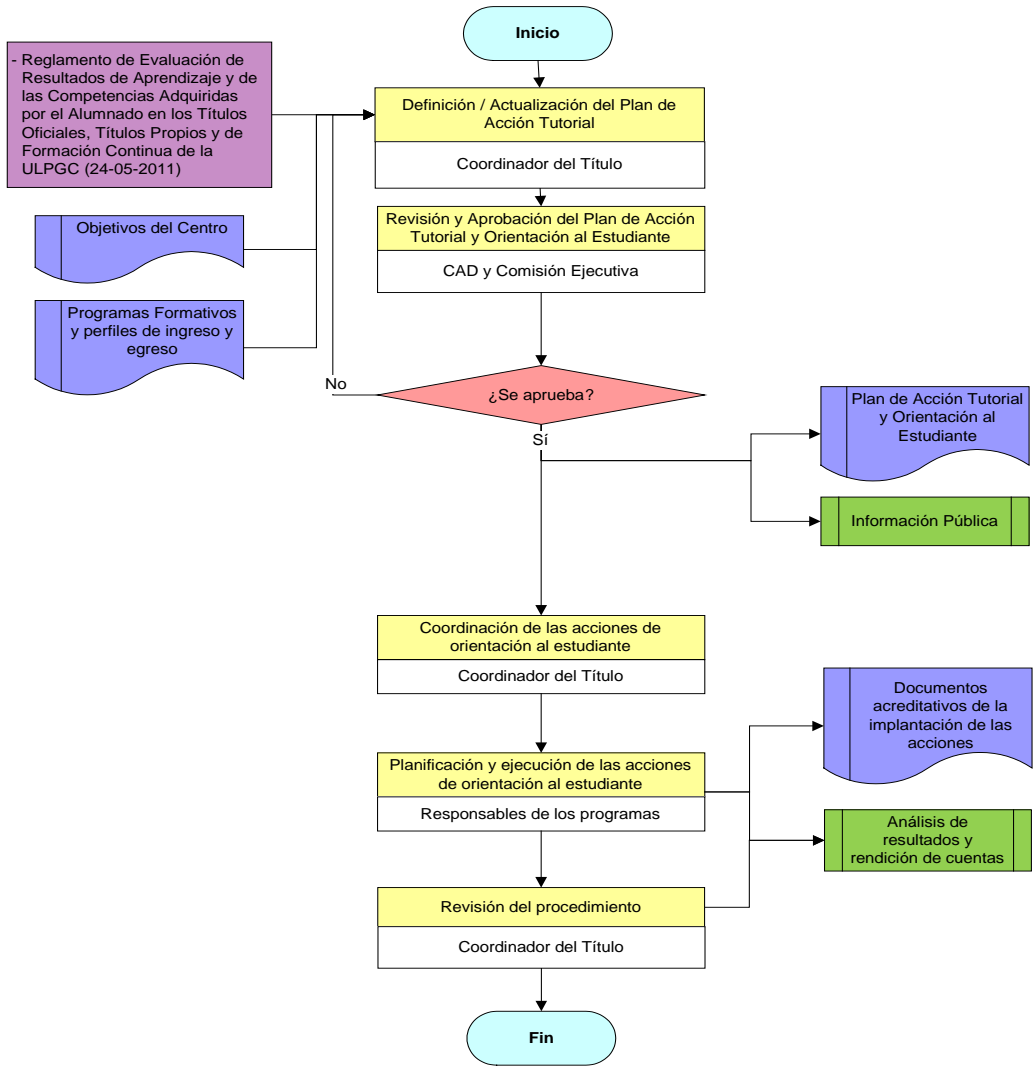 Inicio
- Reglamento de Evaluación de
Resultados de Aprendizaje y de
las Competencias Adquiridas
por el Alumnado en los Títulos
Oficiales, Títulos Propios y de
Formación Continua de la
ULPGC (24-05-2011)
Definición / Actualización del Plan de
Acción Tutorial
Coordinador del Título
Objetivos del Centro
Revisión y Aprobación del Plan de Acción
Tutorial y Orientación al Estudiante
CAD y Comisión Ejecutiva
Programas Formativos
y perfiles de ingreso y
egreso
No
¿Se aprueba?
Sí
Plan de Acción Tutorial
y Orientación al
Estudiante
Información Pública
Coordinación de las acciones de
orientación al estudiante
Coordinador del Título
Documentos
acreditativos de la
implantación de las
acciones
Planificación y ejecución de las acciones
de orientación al estudiante
Responsables de los programas
Análisis de
resultados y
rendición de cuentas
Revisión del procedimiento
Coordinador del Título
Fin